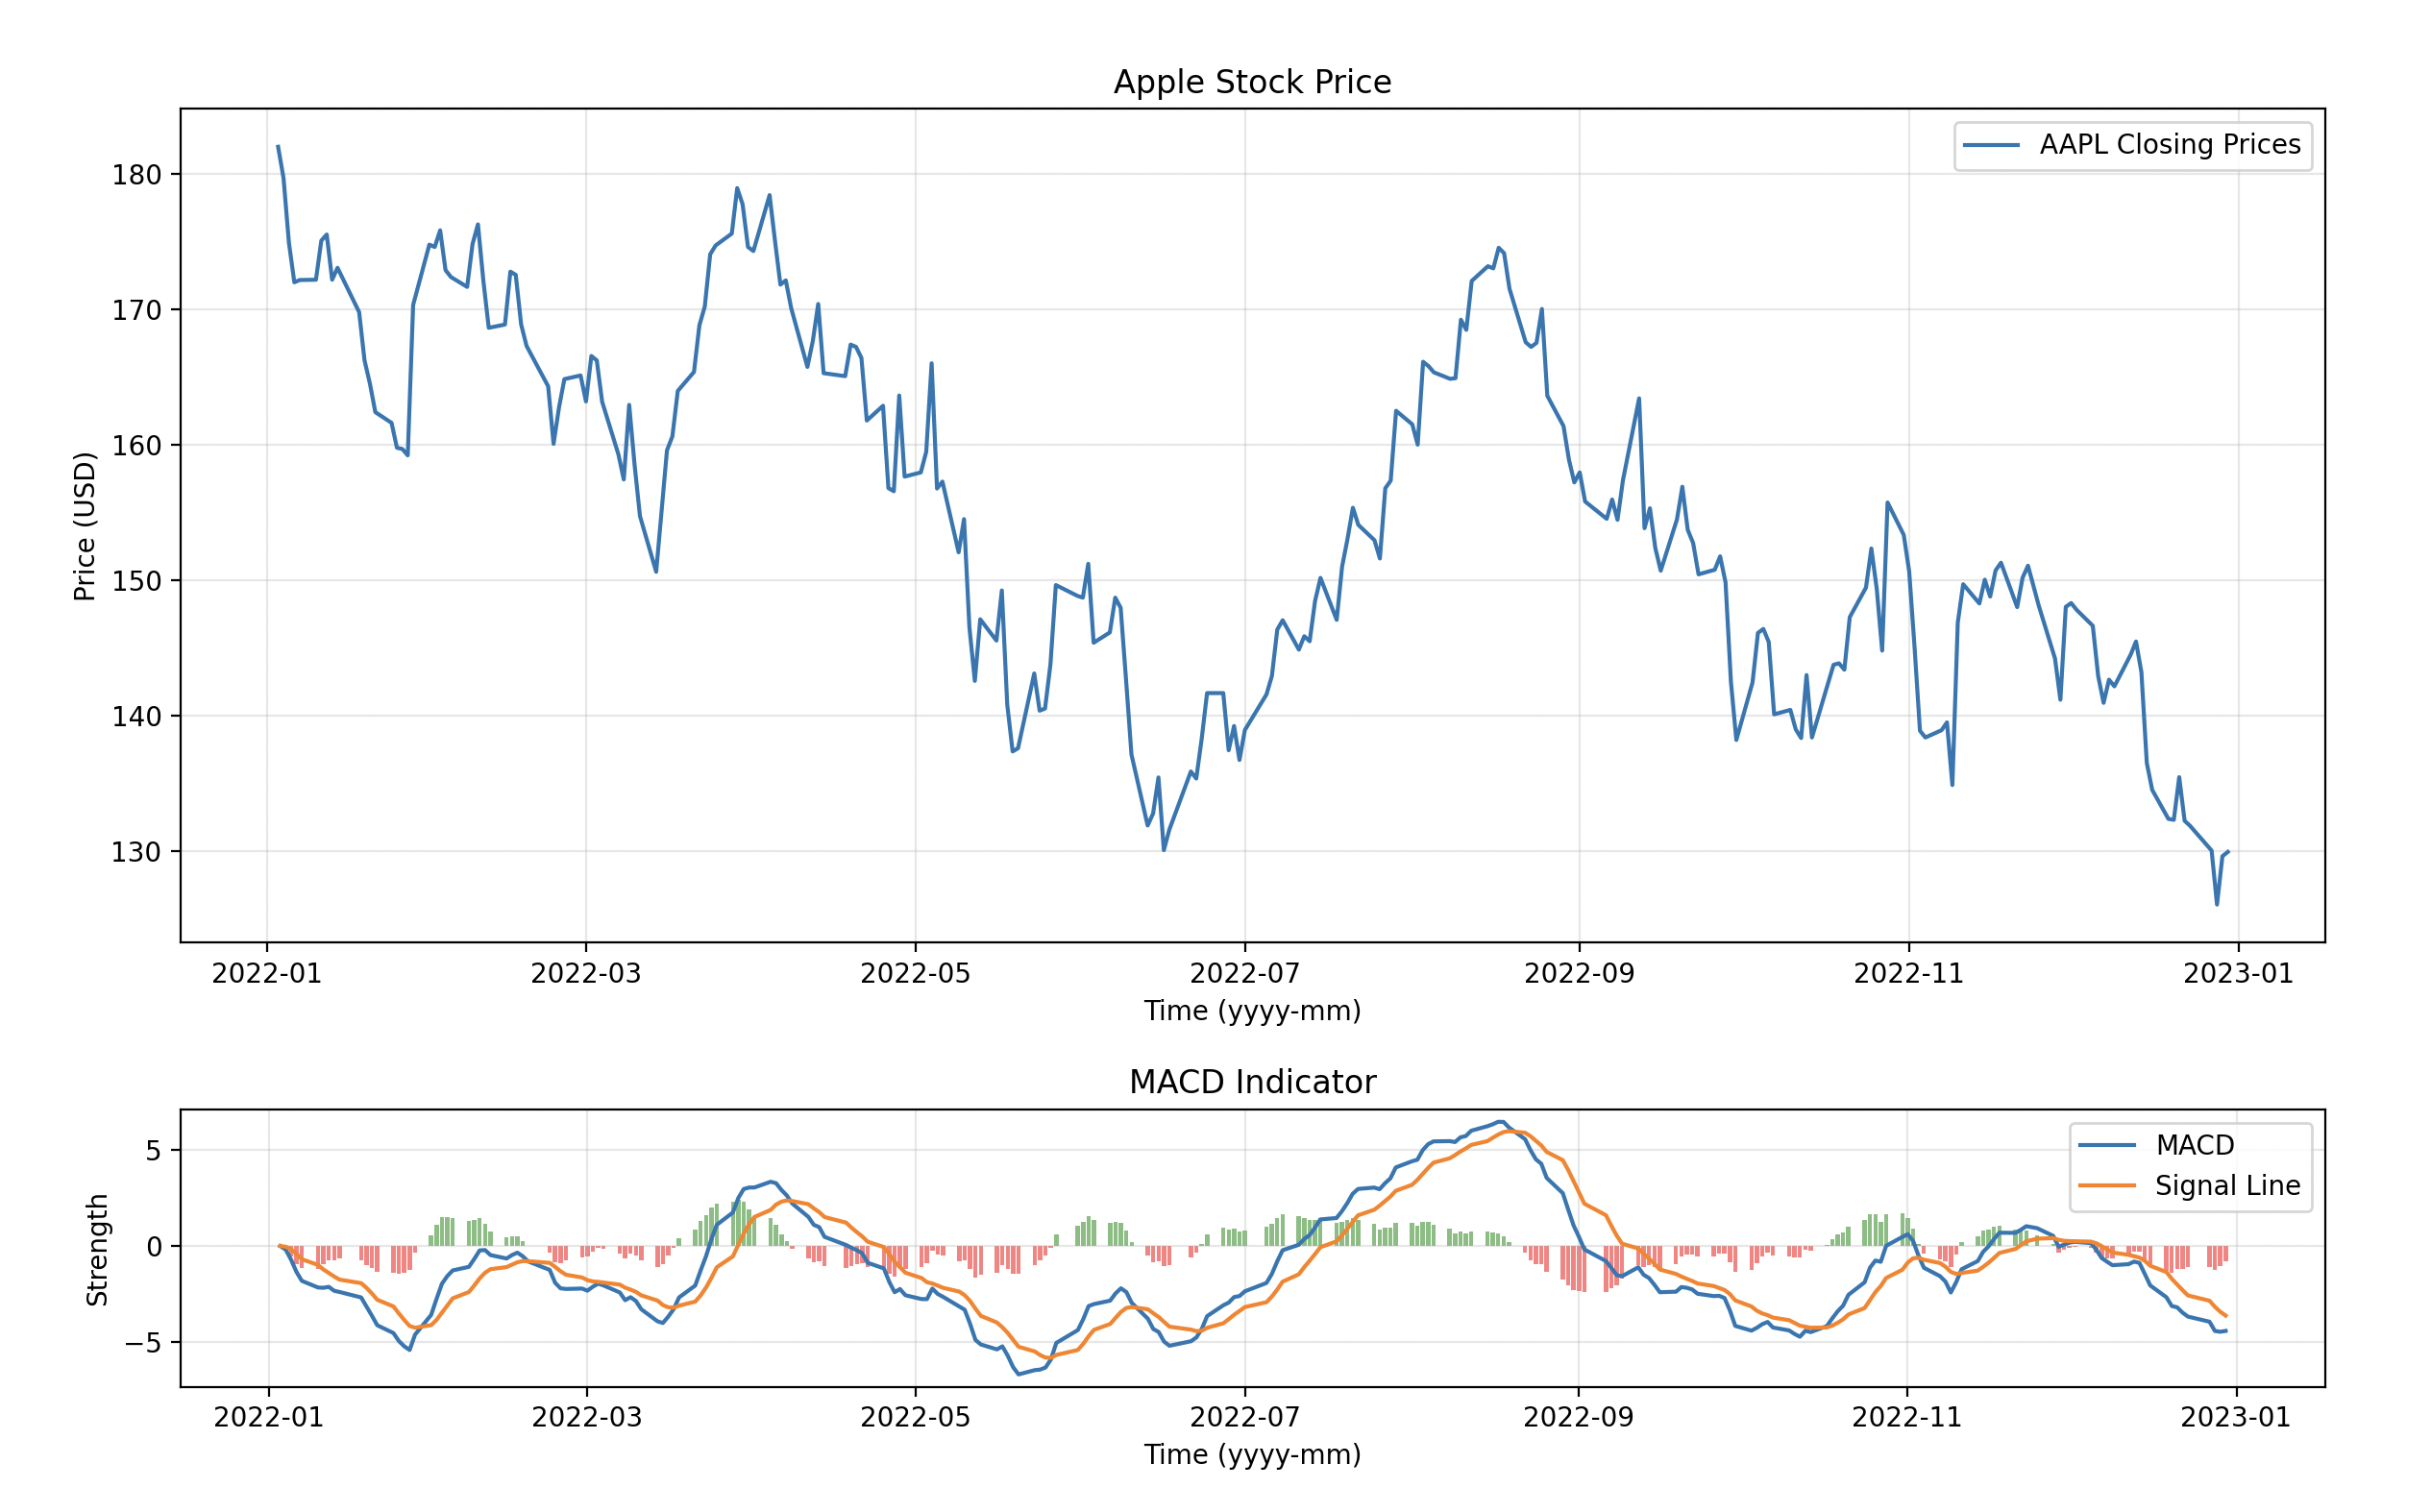 Apple Stock Price
AAPL Closing Prices
Price (USD)
180
170
160
150
140
130
2022-01 2022-03 2022-05 2022-07 2022-09 2022-11 2023-01
Time (yyyy-mm)
MACD Indicator
MACD
Signal Line
Strength
5
0
−5
2022-01 2022-03 2022-05 2022-07 2022-09 2022-11 2023-01
Time (yyyy-mm)